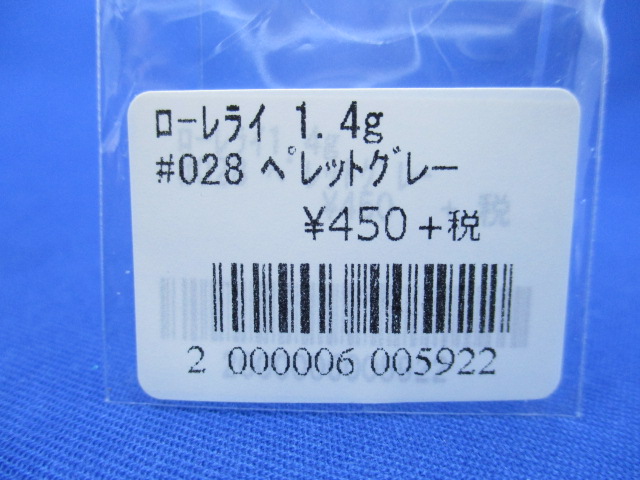 ﾛｰﾚﾗｲ 1.4g
#028 ﾍﾟﾚｯﾄｸﾞﾚｰ
¥450+税
2 000006 005922